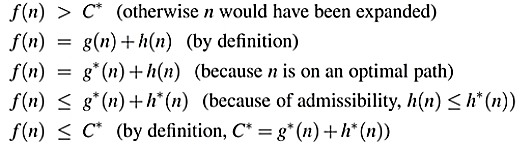 f(n) > C* (otherwise n would have been expanded)
f(n) = g(n)+h(n) (by definition)
f(n) = g*(n)+h(n) (because n is on an optimal path)
f(n) ≤ g*(n)+h*(n) (because of admissibility, h(n) ≤ h*(n))
f(n) ≤ C* (by definition, C* = g*(n)+h*(n))